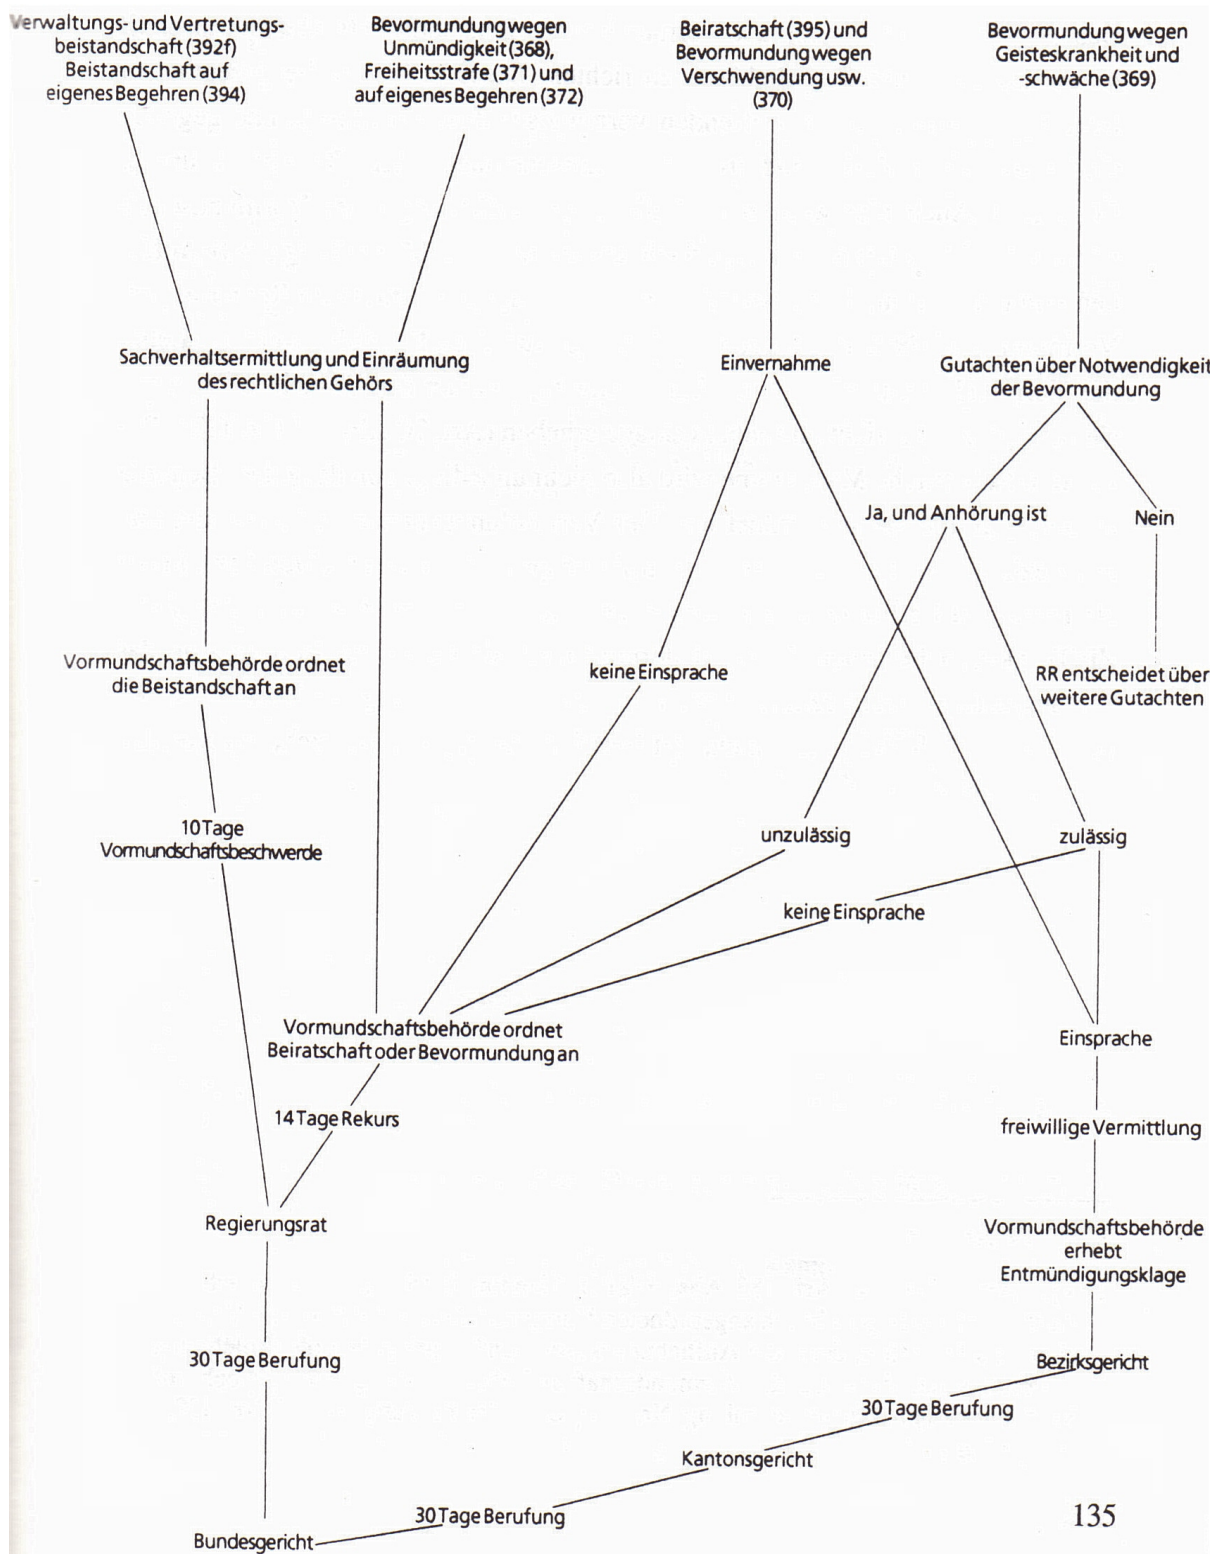 Verwaltungs- und Vertretungs-
beistandschaft (392f)
Beistandschaft auf
eigenes Begehren (394)
Bevormundung wegen
Unmündigkeit (368),
Freiheitsstrafe (371) und
auf eigenes Begehren (372)
Beiratschaft (395) und
Bevormundung wegen
Verschwendung usw.
(370)
Bevormundung wegen
Geisteskrankheit und
-schwäche (369)
Sachverhaltsermittlung und Einräumung
des rechtlichen Gehörs
Einvernahme
Gutachten über Notwendigkeit
der Bevormundung
Ja, und Anhörung ist
Nein
Vormundschaftsbehörde ordnet
die Beistandschaft an
keine Einsprache
RR entscheidet über
weitere Gutachten
10 Tage
Vormundschaftsbeschwerde
unzulässig
zulässig
keine Einsprache
Vormundschaftsbehörde ordnet
Beiratschaft oder Bevormundung an
Einsprache
14 Tage Rekurs
freiwillige Vermittlung
Regierungsrat
Vormundschaftsbehörde
erhebt
Entmündigungsklage
30 Tage Berufung
Bezirksgericht
30 Tage Berufung
Kantonsgericht
30 Tage Berufung
Bundesgericht
135